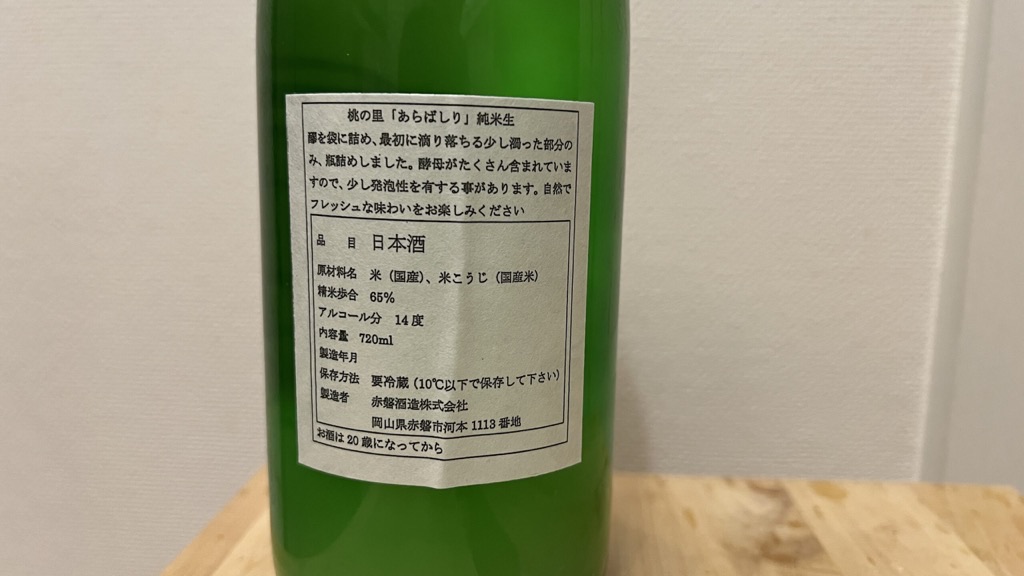 桃の里「あらばしり」純米生
醪を袋に詰め、最初に滴り落ちる少し濁った部分の
み、瓶詰めしました。酵母がたくさん含まれていま
すので、少し発泡性を有する事があります。自然で
フレッシュな味わいをお楽しみください
品 目 日本酒
原材料名 米（国産）、米こうじ（国産米）
精米歩合 65%
アルコール分 14度
内容量 720ml
製造年月
保存方法 要冷蔵（10℃以下で保存して下さい）
製造者 赤磐酒造株式会社
岡山県赤磐市河本1113番地
お酒は20歳になってから